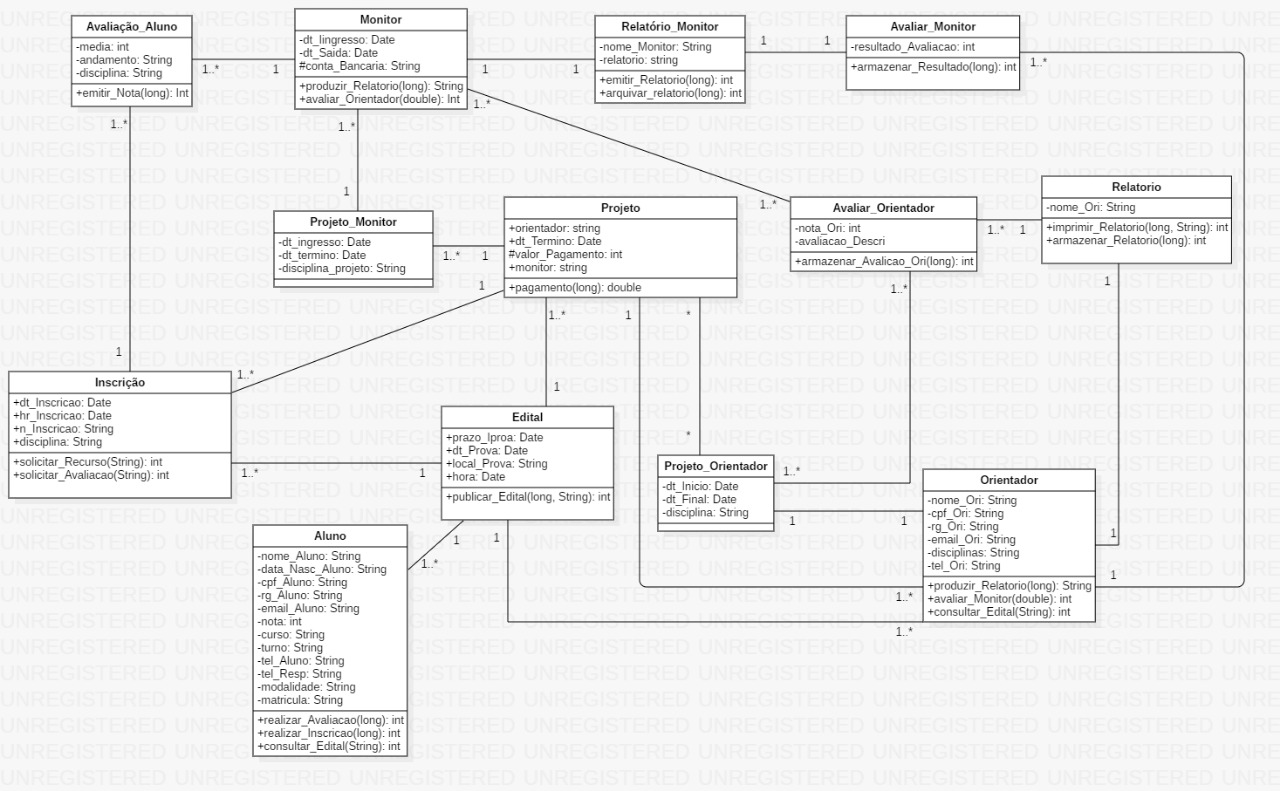 Avaliação_Aluno
-media: int
-andamento: String
-disciplina: String
+emitir_Nota(long): Int
1..*
1
1..*
1
Monitor
-dt_Iingresso: Date
-dt_Saida: Date
#conta_Bancaria: String
+produzir_Relatorio(long): String
+avaliar_Orientador(double): Int
1
1
1..*
1..*
1..*
1
Relatório_Monitor
-nome_Monitor: String
-relatorio: string
+emitir_Relatorio(long): int
+arquivar_relatorio(long): int
1
1
Avaliar_Monitor
-resultado_Avaliacao: int
+armazenar_Resultado(long): int
1..*
Projeto_Monitor
-dt_ingresso: Date
-dt_termino: Date
-disciplina_projeto: String
1..*
1
Projeto
+orientador: string
+dt_Termino: Date
#valor_Pagamento: int
+monitor: string
+pagamento(long): double
1
1..*
1..*
1
1
*
*
Avaliar_Orientador
-nota_Ori: int
-avaliacao_Descri
+armazenar_Avalicao_Ori(long): int
1..*
1
1..*
Relatorio
-nome_Ori: String
+imprimir_Relatorio(long, String): int
+armazenar_Relatorio(long): int
1
Inscrição
+dt_Inscricao: Date
+hr_Inscricao: Date
+n_Inscricao: String
+disciplina: String
+solicitar_Recurso(String): int
+solicitar_Avaliacao(String): int
1..*
1
Edital
+prazo_Iproa: Date
+dt_Prova: Date
+local_Prova: String
+hora: Date
+publicar_Edital(long, String): int
1
1
1..*
Projeto_Orientador
-dt_Inicio: Date
-dt_Final: Date
-disciplina: String
1..*
1
1
Orientador
-nome_Ori: String
-cpf_Ori: String
-rg_Ori: String
-email_Ori: String
-disciplinas: String
-tel_Ori: String
+produzir_Relatorio(long): String
+avaliar_Monitor(double): int
+consultar_Edital(String): int
1
1
1..*
1..*
Aluno
-nome_Aluno: String
-data_Nasc_Aluno: String
-cpf_Aluno: String
-rg_Aluno: String
-email_Aluno: String
-nota: int
-curso: String
-turno: String
-tel_Aluno: String
-tel_Resp: String
-modalidade: String
-matricula: String
+realizar_Avaliacao(long): int
+realizar_Inscricao(long): int
+consultar_Edital(String): int